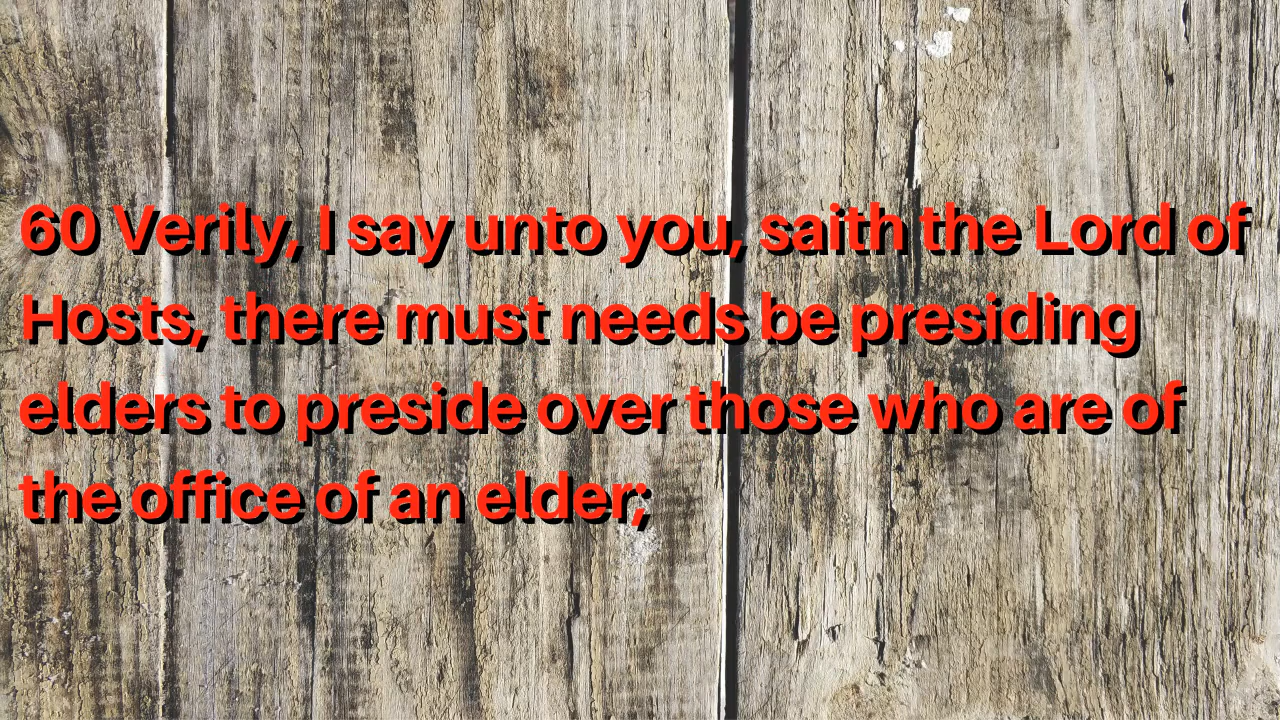 60 Verily, I say unto you, saith the Lord of
Hosts, there must needs be presiding
elders to preside over those who are of
the office of an elder;